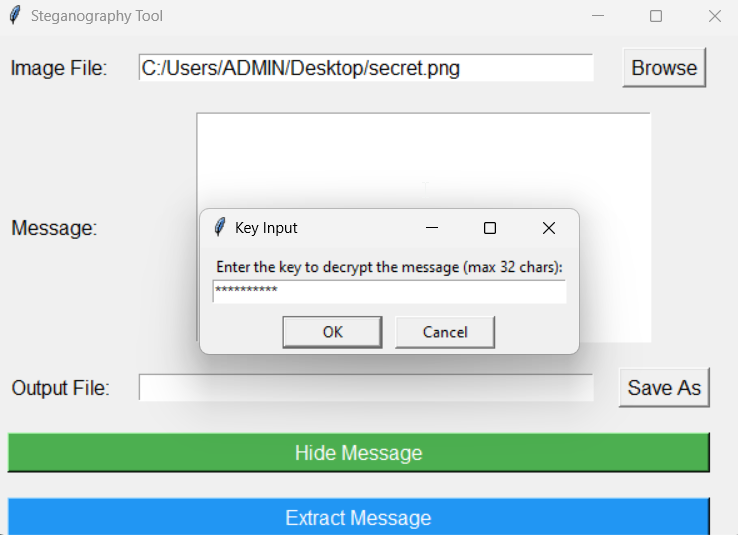 Steganography Tool
Image File: C:/Users/ADMIN/Desktop/secret.png Browse
Message:
Key Input
Enter the key to decrypt the message (max 32 chars):
**********
OK Cancel
Output File: Save As
Hide Message
Extract Message